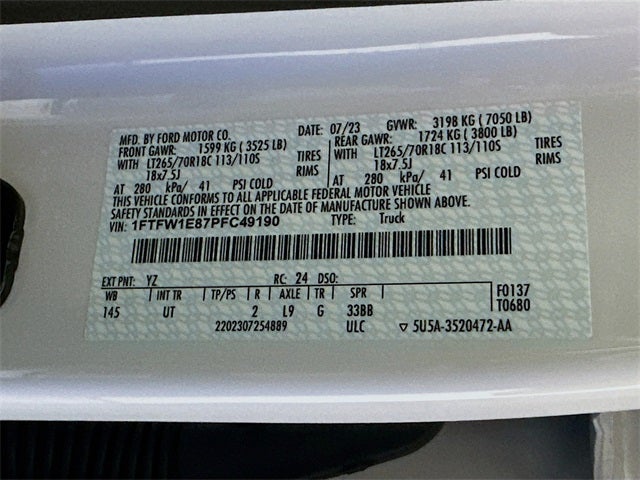 MFD. BY FORD MOTOR CO. DATE: 07/23 GVWR: 3198 KG ( 7050 LB)
FRONT GAWR: 1599 KG ( 3525 LB) REAR GAWR: 1724 KG ( 3800 LB)
WITH LT265/70R18C 113/110S TIRES WITH LT265/70R18C 113/110S TIRES
18x7.5J RIMS 18x7.5J RIMS
AT 280 kPa/ 41 PSI COLD AT 280 kPa/ 41 PSI COLD
THIS VEHICLE CONFORMS TO ALL APPLICABLE FEDERAL MOTOR VEHICLE
SAFETY STANDARDS IN EFFECT ON THE DATE OF MANUFACTURE SHOWN ABOVE.
VIN: 1FTFW1E87PFC49190 TYPE: Truck
EXT PNT: YZ RC: 24 DSO:
WB INT TR TP/PS R AXLE TR SPR F0137
145 UT 2 L9 G 33BB T0680
2202307254889 ULC ▽ 5U5A-3520472-AA